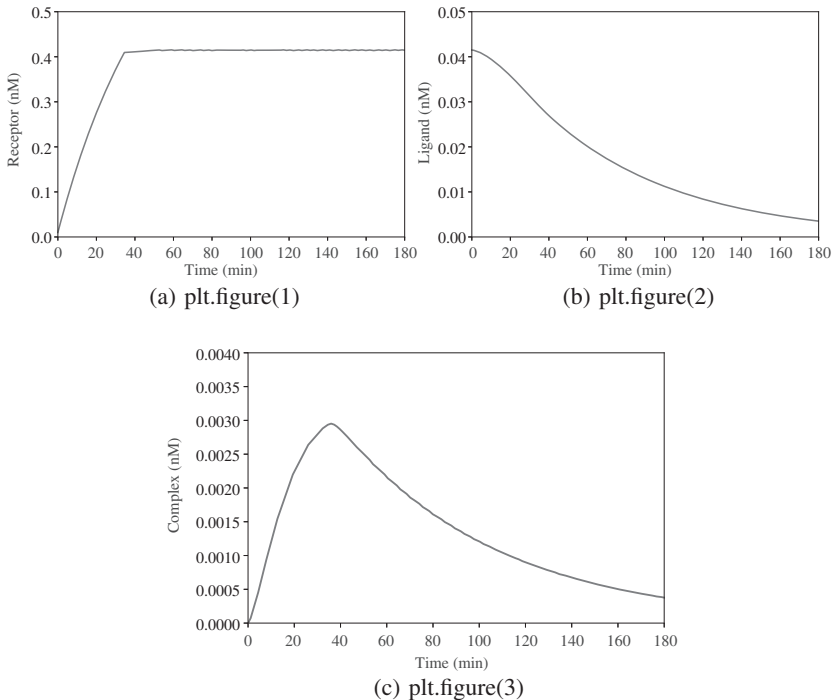 Receptor (nM)
0.5
0.4
0.3
0.2
0.1
0.0
0 20 40 60 80 100 120 140 160 180
Time (min)
(a) plt.figure(1)
Ligand (nM)
0.05
0.04
0.03
0.02
0.01
0.00
0 20 40 60 80 100 120 140 160 180
Time (min)
(b) plt.figure(2)
Complex (nM)
0.0040
0.0035
0.0030
0.0025
0.0020
0.0015
0.0010
0.0005
0.0000
0 20 40 60 80 100 120 140 160 180
Time (min)
(c) plt.figure(3)